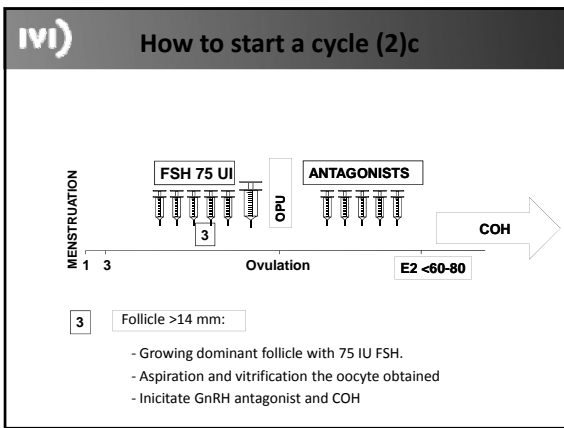 IVI)
How to start a cycle (2)c
MENSTRUATION
FSH 75 UI
3
OPU
ANTAGONISTS
COH
1 3
Ovulation
E2 <60-80
3 Follicle >14 mm:
- Growing dominant follicle with 75 IU FSH.
- Aspiration and vitrification the oocyte obtained
- Inicitate GnRH antagonist and COH